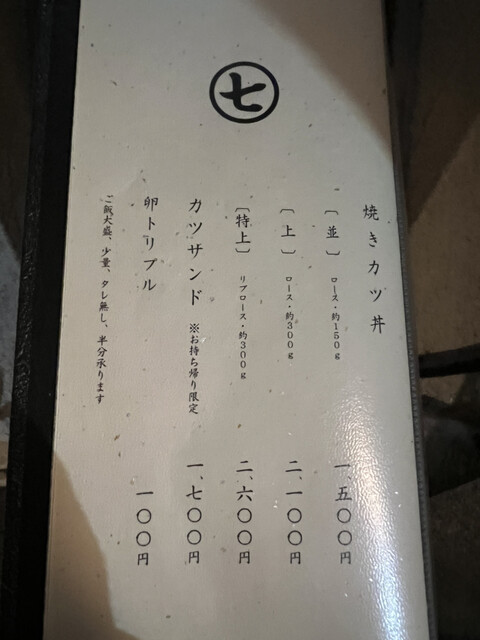 七
焼きカツ丼
〔並〕 ロース・約150g 一、五〇〇円
〔上〕 ロース・約300g 二、一〇〇円
〔特上〕 リブロース・約300g 二、六〇〇円
カツサンド ※お持ち帰り限定 一、七〇〇円
卵トリプル 一〇〇円
ご飯大盛、少量、タレ無し、半分承ります